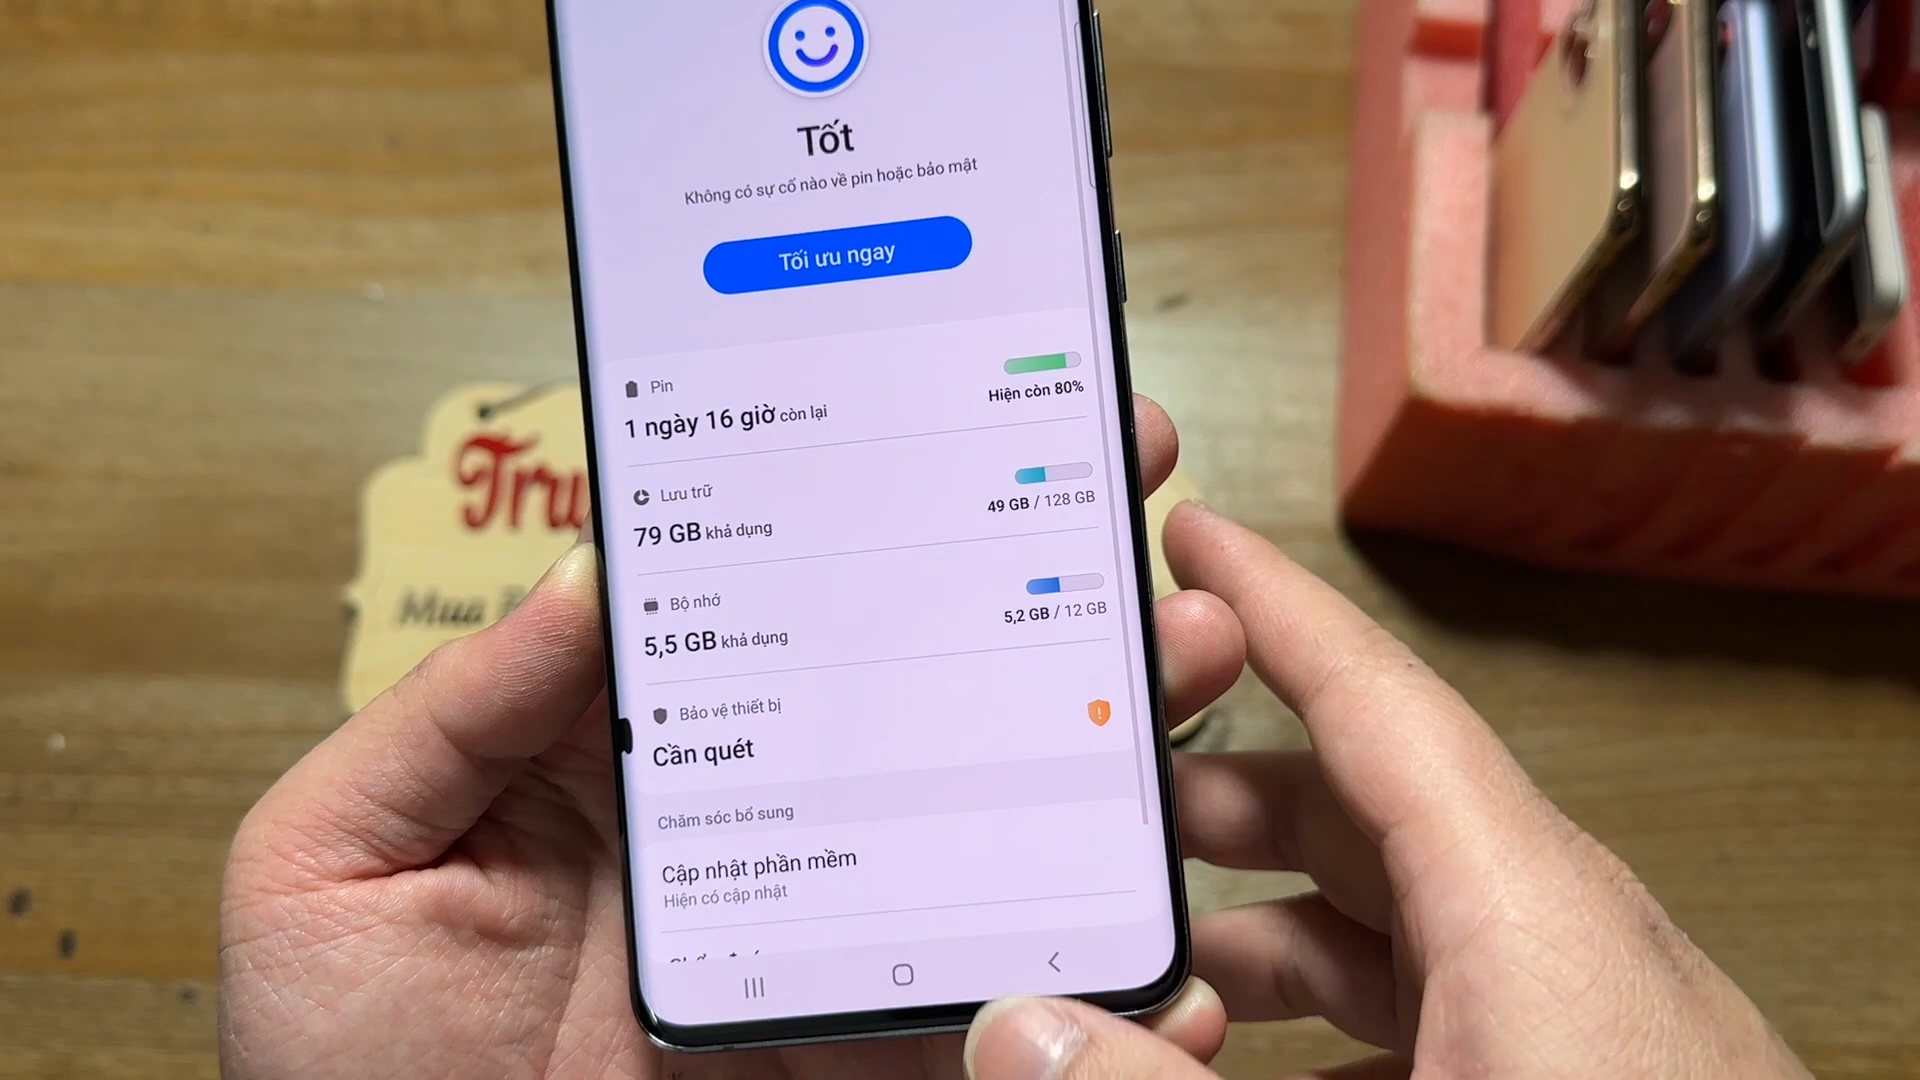 Tốt
Không có sự cố nào về pin hoặc bảo mật
Tối ưu ngay
Pin
1 ngày 16 giờ còn lại
Hiện còn 80%
Lưu trữ
79 GB khả dụng
49 GB / 128 GB
Bộ nhớ
5,5 GB khả dụng
5,2 GB / 12 GB
Bảo vệ thiết bị
Cần quét
Chăm sóc bổ sung
Cập nhật phần mềm
Hiện có cập nhật
Tru
Mua